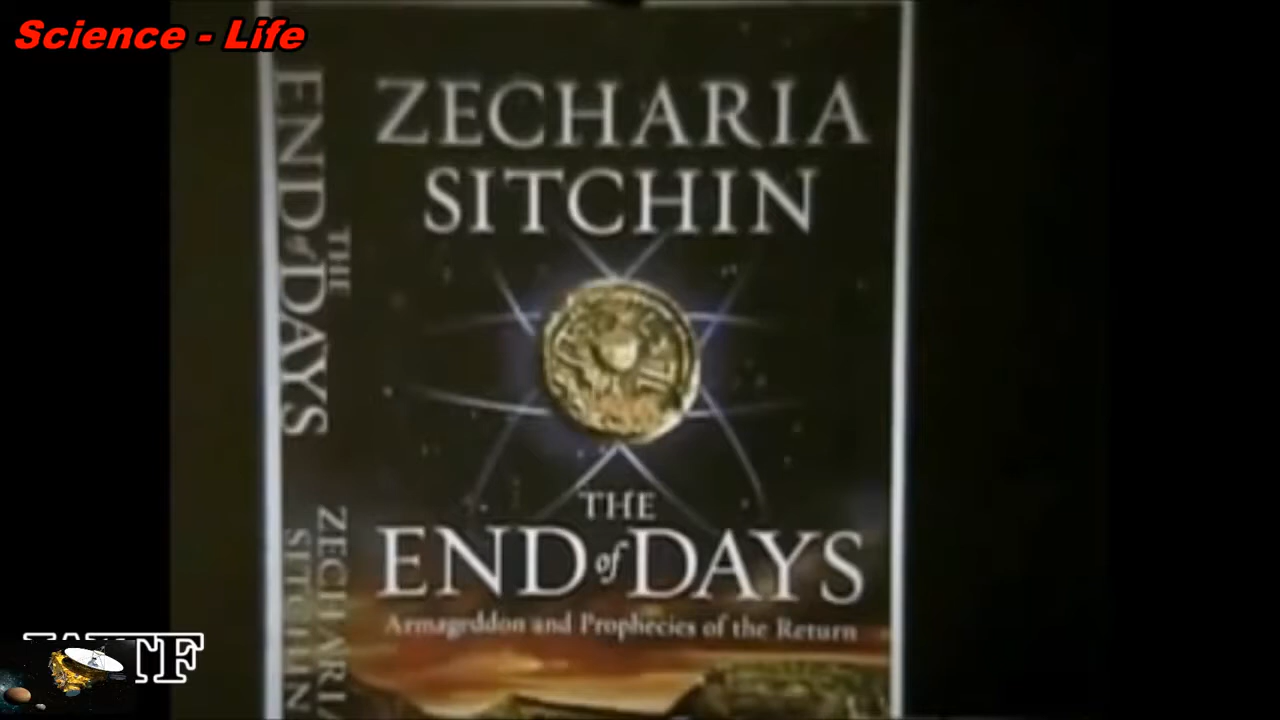 Science - Life
ZECHARIA
SITCHIN
THE
END of DAYS
Armageddon and Prophecies of the Return
THE
END of DAYS
ZECHARIA
SITCHIN
TF